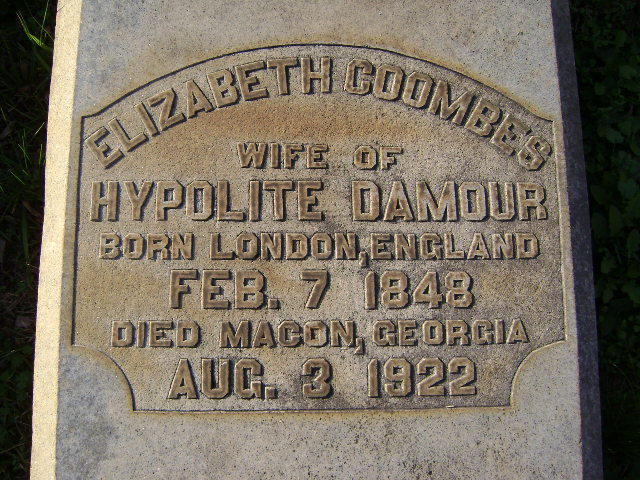 ELIZABETH COOMBES
WIFE OF
HYPOLITE DAMOUR
BORN LONDON, ENGLAND
FEB. 7 1848
DIED MACON, GEORGIA
AUG. 3 1922